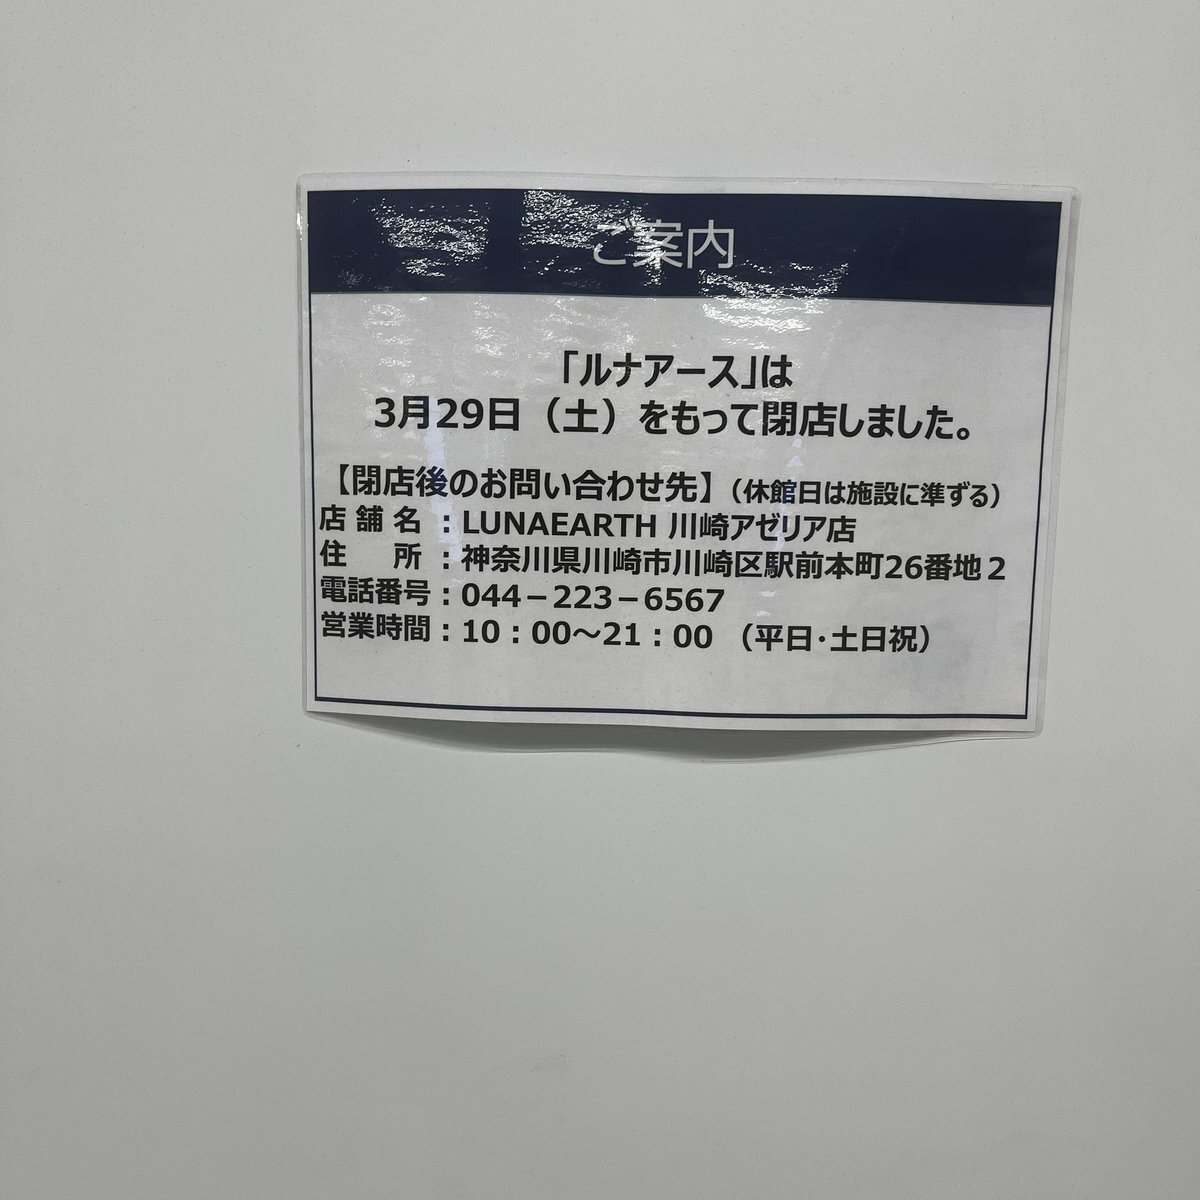 ご案内
「ルナアース」は
3月29日（土）をもって閉店しました。
【閉店後のお問い合わせ先】（休館日は施設に準ずる）
店舗名：LUNAEARTH 川崎アゼリア店
住　所：神奈川県川崎市川崎区駅前本町26番地２
電話番号：044－223－6567
営業時間：10：00～21：00 （平日･土日祝）